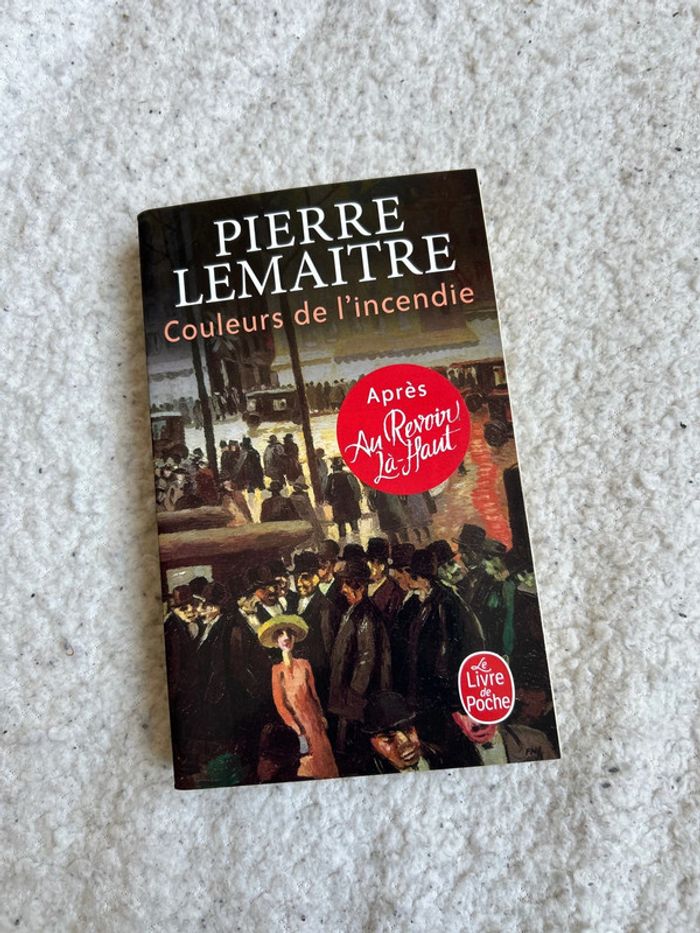 PIERRE
LEMAITRE
Couleurs de l'incendie
Après
Au Revoir
Là-Haut
Le
Livre
de
Poche